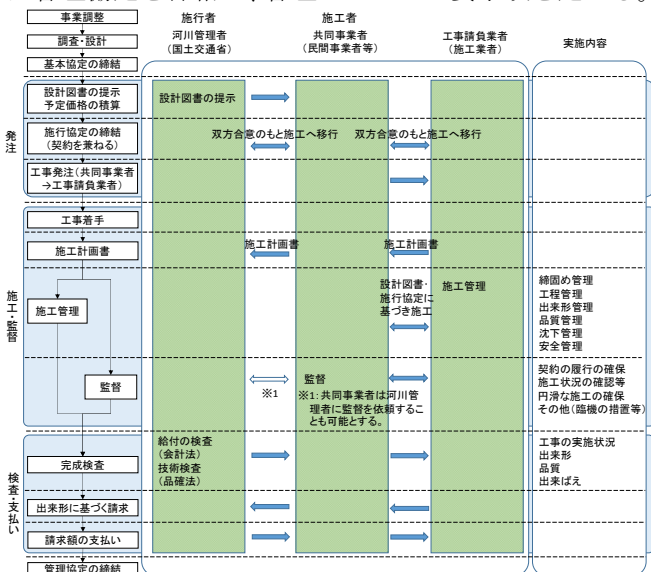 事業調整
調査・設計
基本協定の締結
施行者
河川管理者
(国土交通省)
施工者
共同事業者
(民間事業者等)
工事請負業者
(施工業者)
実施内容
発注
設計図書の提示
予定価格の積算
設計図書の提示
施行協定の締結
(契約を兼ねる)
双方合意のもと施工へ移行
双方合意のもと施工へ移行
工事発注(共同事業者
→工事請負業者)
施工・監督
工事着手
施工計画書
施工計画書
施工計画書
施工管理
設計図書・
施行協定に
基づき施工
施工管理
締固め管理
工程管理
出来形管理
品質管理
沈下管理
安全管理
監督
※1
監督
※1:共同事業者は河川管
理者に監督を依頼するこ
とも可能とする。
契約の履行の確保
施工状況の確認等
円滑な施工の確保
その他(臨機の措置等)
検査・支払い
完成検査
給付の検査
(会計法)
技術検査
(品確法)
工事の実施状況
出来形
品質
出来ばえ
出来形に基づく請求
請求額の支払い
管理協定の締結